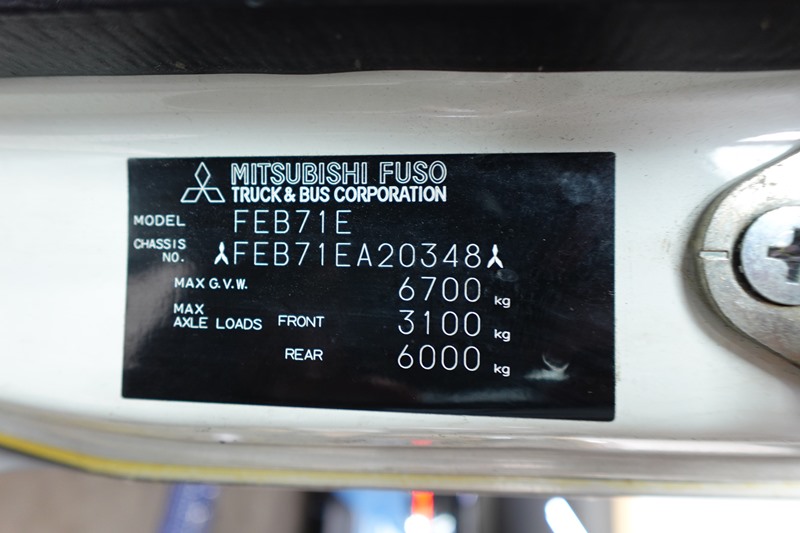 MITSUBISHI FUSO
TRUCK & BUS CORPORATION
MODEL FEB71E
CHASSIS NO. FEB71EA20348
MAX G.V.W. 6700 kg
MAX AXLE LOADS FRONT 3100 kg
REAR 6000 kg